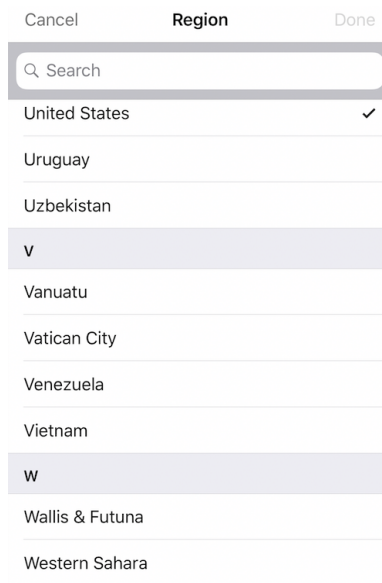 Cancel Region Done
Search
United States
Uruguay
Uzbekistan
V
Vanuatu
Vatican City
Venezuela
Vietnam
W
Wallis & Futuna
Western Sahara